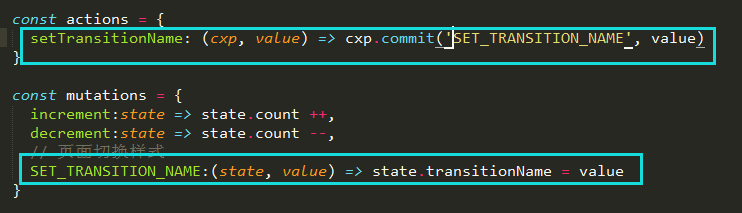 const actions = {
setTransitionName: (cxp, value) => cxp.commit('SET_TRANSITION_NAME', value)
}
const mutations = {
increment:state => state.count ++,
decrement:state => state.count --,
// 页面切换样式
SET_TRANSITION_NAME:(state, value) => state.transitionName = value
}